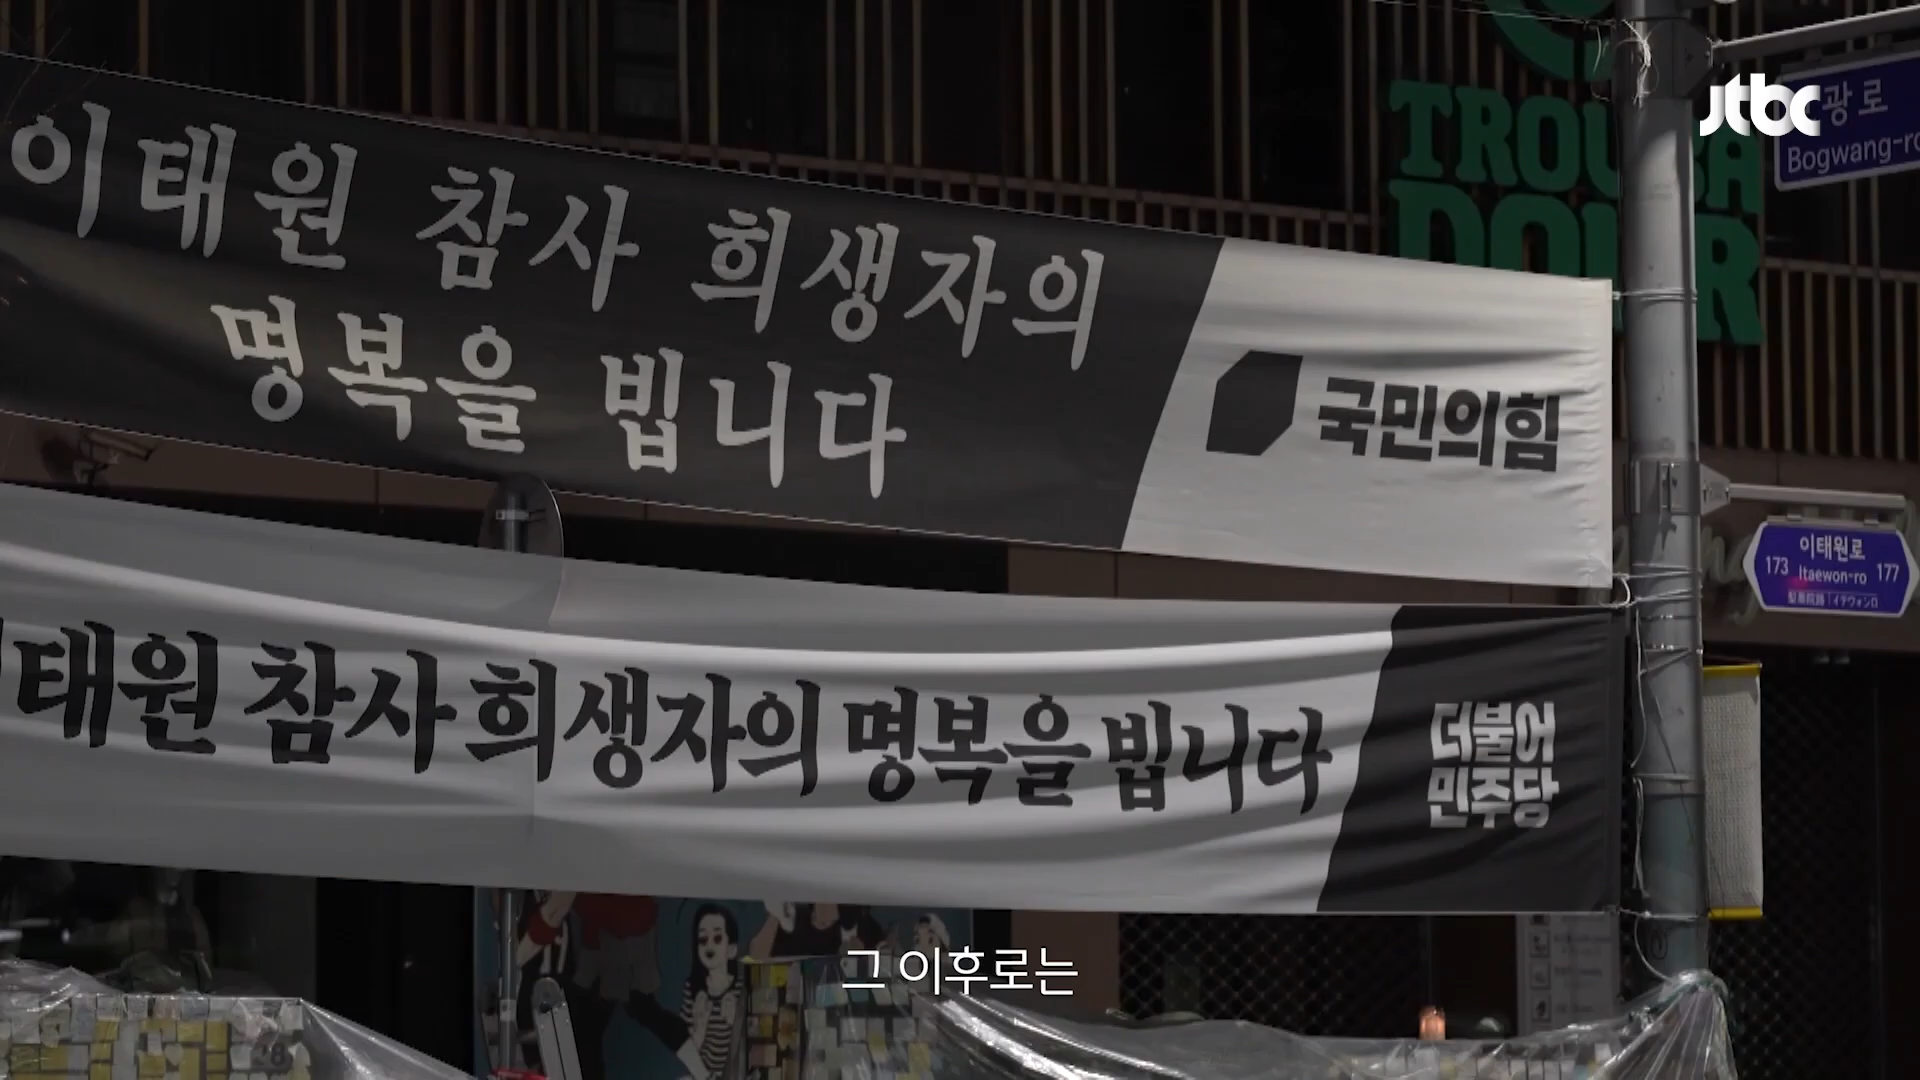 jtbc
광로
Bogwang-ro
이태원 참사 희생자의
명복을 빕니다
국민의힘
이태원로
173 Itaewon-ro 177
태원 참사 희생자의 명복을 빕니다
더불어
민주당
그 이후로는